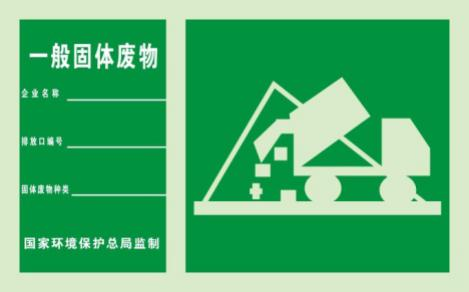 一般固体废物
企业名称
排放口编号
固体废物种类
国家环境保护总局监制